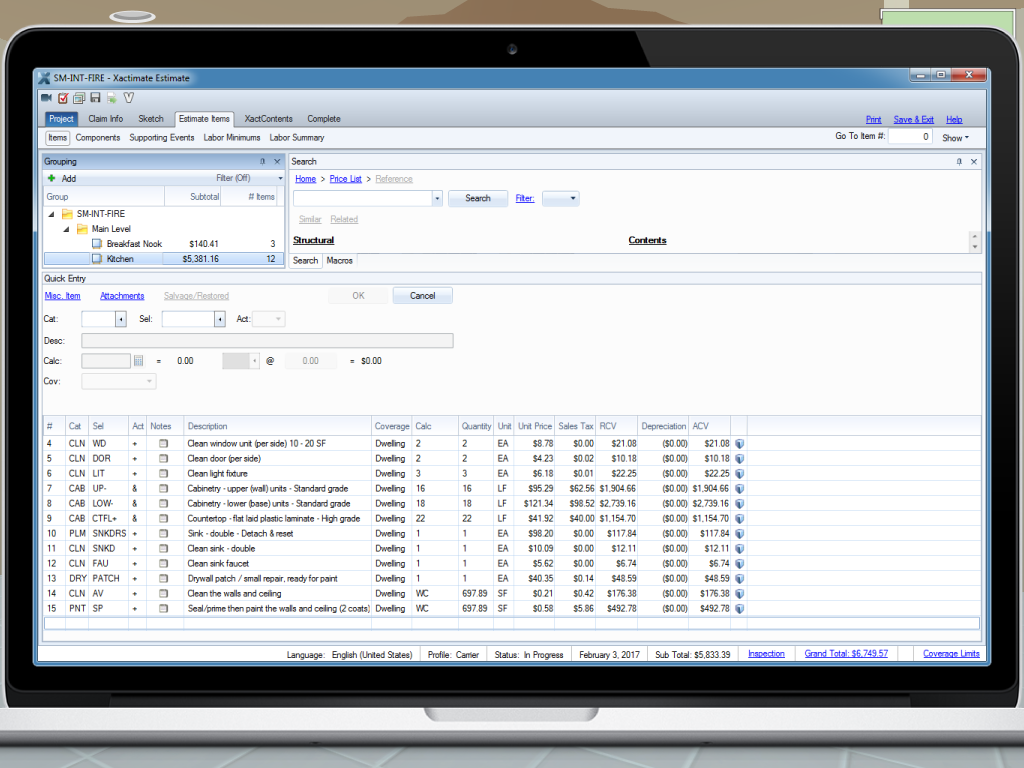 SM-INT-FIRE - Xactimate Estimate
Project Claim Info Sketch Estimate Items XactContents Complete Print Save & Exit Help
Items Components Supporting Events Labor Minimums Labor Summary Go To Item #: 0 Show
Grouping
Add Filter (Off)
Group Subtotal # Items
SM-INT-FIRE
Main Level
Breakfast Nook $140.41 3
Kitchen $5,381.16 12
Search
Home > Price List > Reference
Search Filter:
Similar Related
Structural Contents
Search Macros
Quick Entry
Misc. Item Attachments Salvage/Restored OK Cancel
Cat: Sel: Act:
Desc:
Calc: = 0.00 @ 0.00 = $0.00
Cov:
# Cat Sel Act Notes Description Coverage Calc Quantity Unit Unit Price Sales Tax RCV Depreciation ACV
4 CLN WD + Clean window unit (per side) 10 - 20 SF Dwelling 2 2 EA $8.78 $0.00 $21.08 ($0.00) $21.08
5 CLN DOR + Clean door (per side) Dwelling 2 2 EA $4.23 $0.02 $10.18 ($0.00) $10.18
6 CLN LIT + Clean light fixture Dwelling 3 3 EA $6.18 $0.01 $22.25 ($0.00) $22.25
7 CAB UP- & Cabinetry - upper (wall) units - Standard grade Dwelling 16 16 LF $95.29 $62.56 $1,904.66 ($0.00) $1,904.66
8 CAB LOW- & Cabinetry - lower (base) units - Standard grade Dwelling 18 18 LF $121.34 $98.52 $2,739.16 ($0.00) $2,739.16
9 CAB CTFL+ & Countertop - flat laid plastic laminate - High grade Dwelling 22 22 LF $41.92 $40.00 $1,154.70 ($0.00) $1,154.70
10 PLM SNKDRS + Sink - double - Detach & reset Dwelling 1 1 EA $98.20 $0.00 $117.84 ($0.00) $117.84
11 CLN SNKD + Clean sink - double Dwelling 1 1 EA $10.09 $0.00 $12.11 ($0.00) $12.11
12 CLN FAU + Clean sink faucet Dwelling 1 1 EA $5.62 $0.00 $6.74 ($0.00) $6.74
13 DRY PATCH + Drywall patch / small repair, ready for paint Dwelling 1 1 EA $40.35 $0.14 $48.59 ($0.00) $48.59
14 CLN AV + Clean the walls and ceiling Dwelling WC 697.89 SF $0.21 $0.42 $176.38 ($0.00) $176.38
15 PNT SP + Seal/prime then paint the walls and ceiling (2 coats) Dwelling WC 697.89 SF $0.58 $5.86 $492.78 ($0.00) $492.78
Language: English (United States) Profile: Carrier Status: In Progress February 3, 2017 Sub Total: $5,833.39 Inspection Grand Total: $6,749.57 Coverage Limits